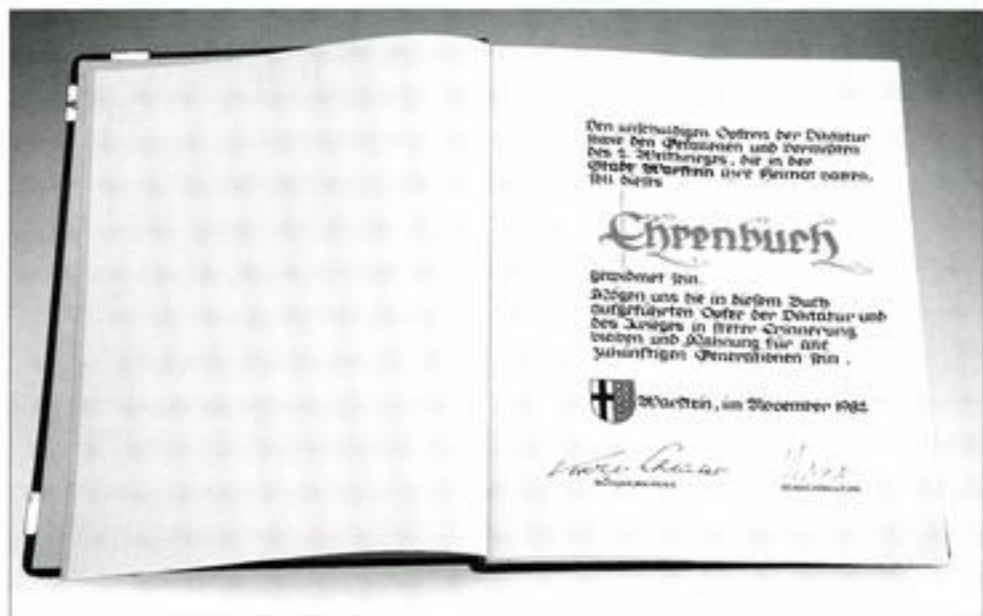 Den unschuldigen Opfern der Diktatur
sowie den Gefallenen und Vermißten
des 2. Weltkrieges, die in der
Stadt Warstein ihre Heimat hatten,
soll dieses
Ehrenbuch
gewidmet sein.
Mögen uns die in diesem Buch
aufgeführten Opfer der Diktatur und
des Krieges in steter Erinnerung
bleiben und Mahnung für alle
zukünftigen Generationen sein.
Warstein, im November 1982